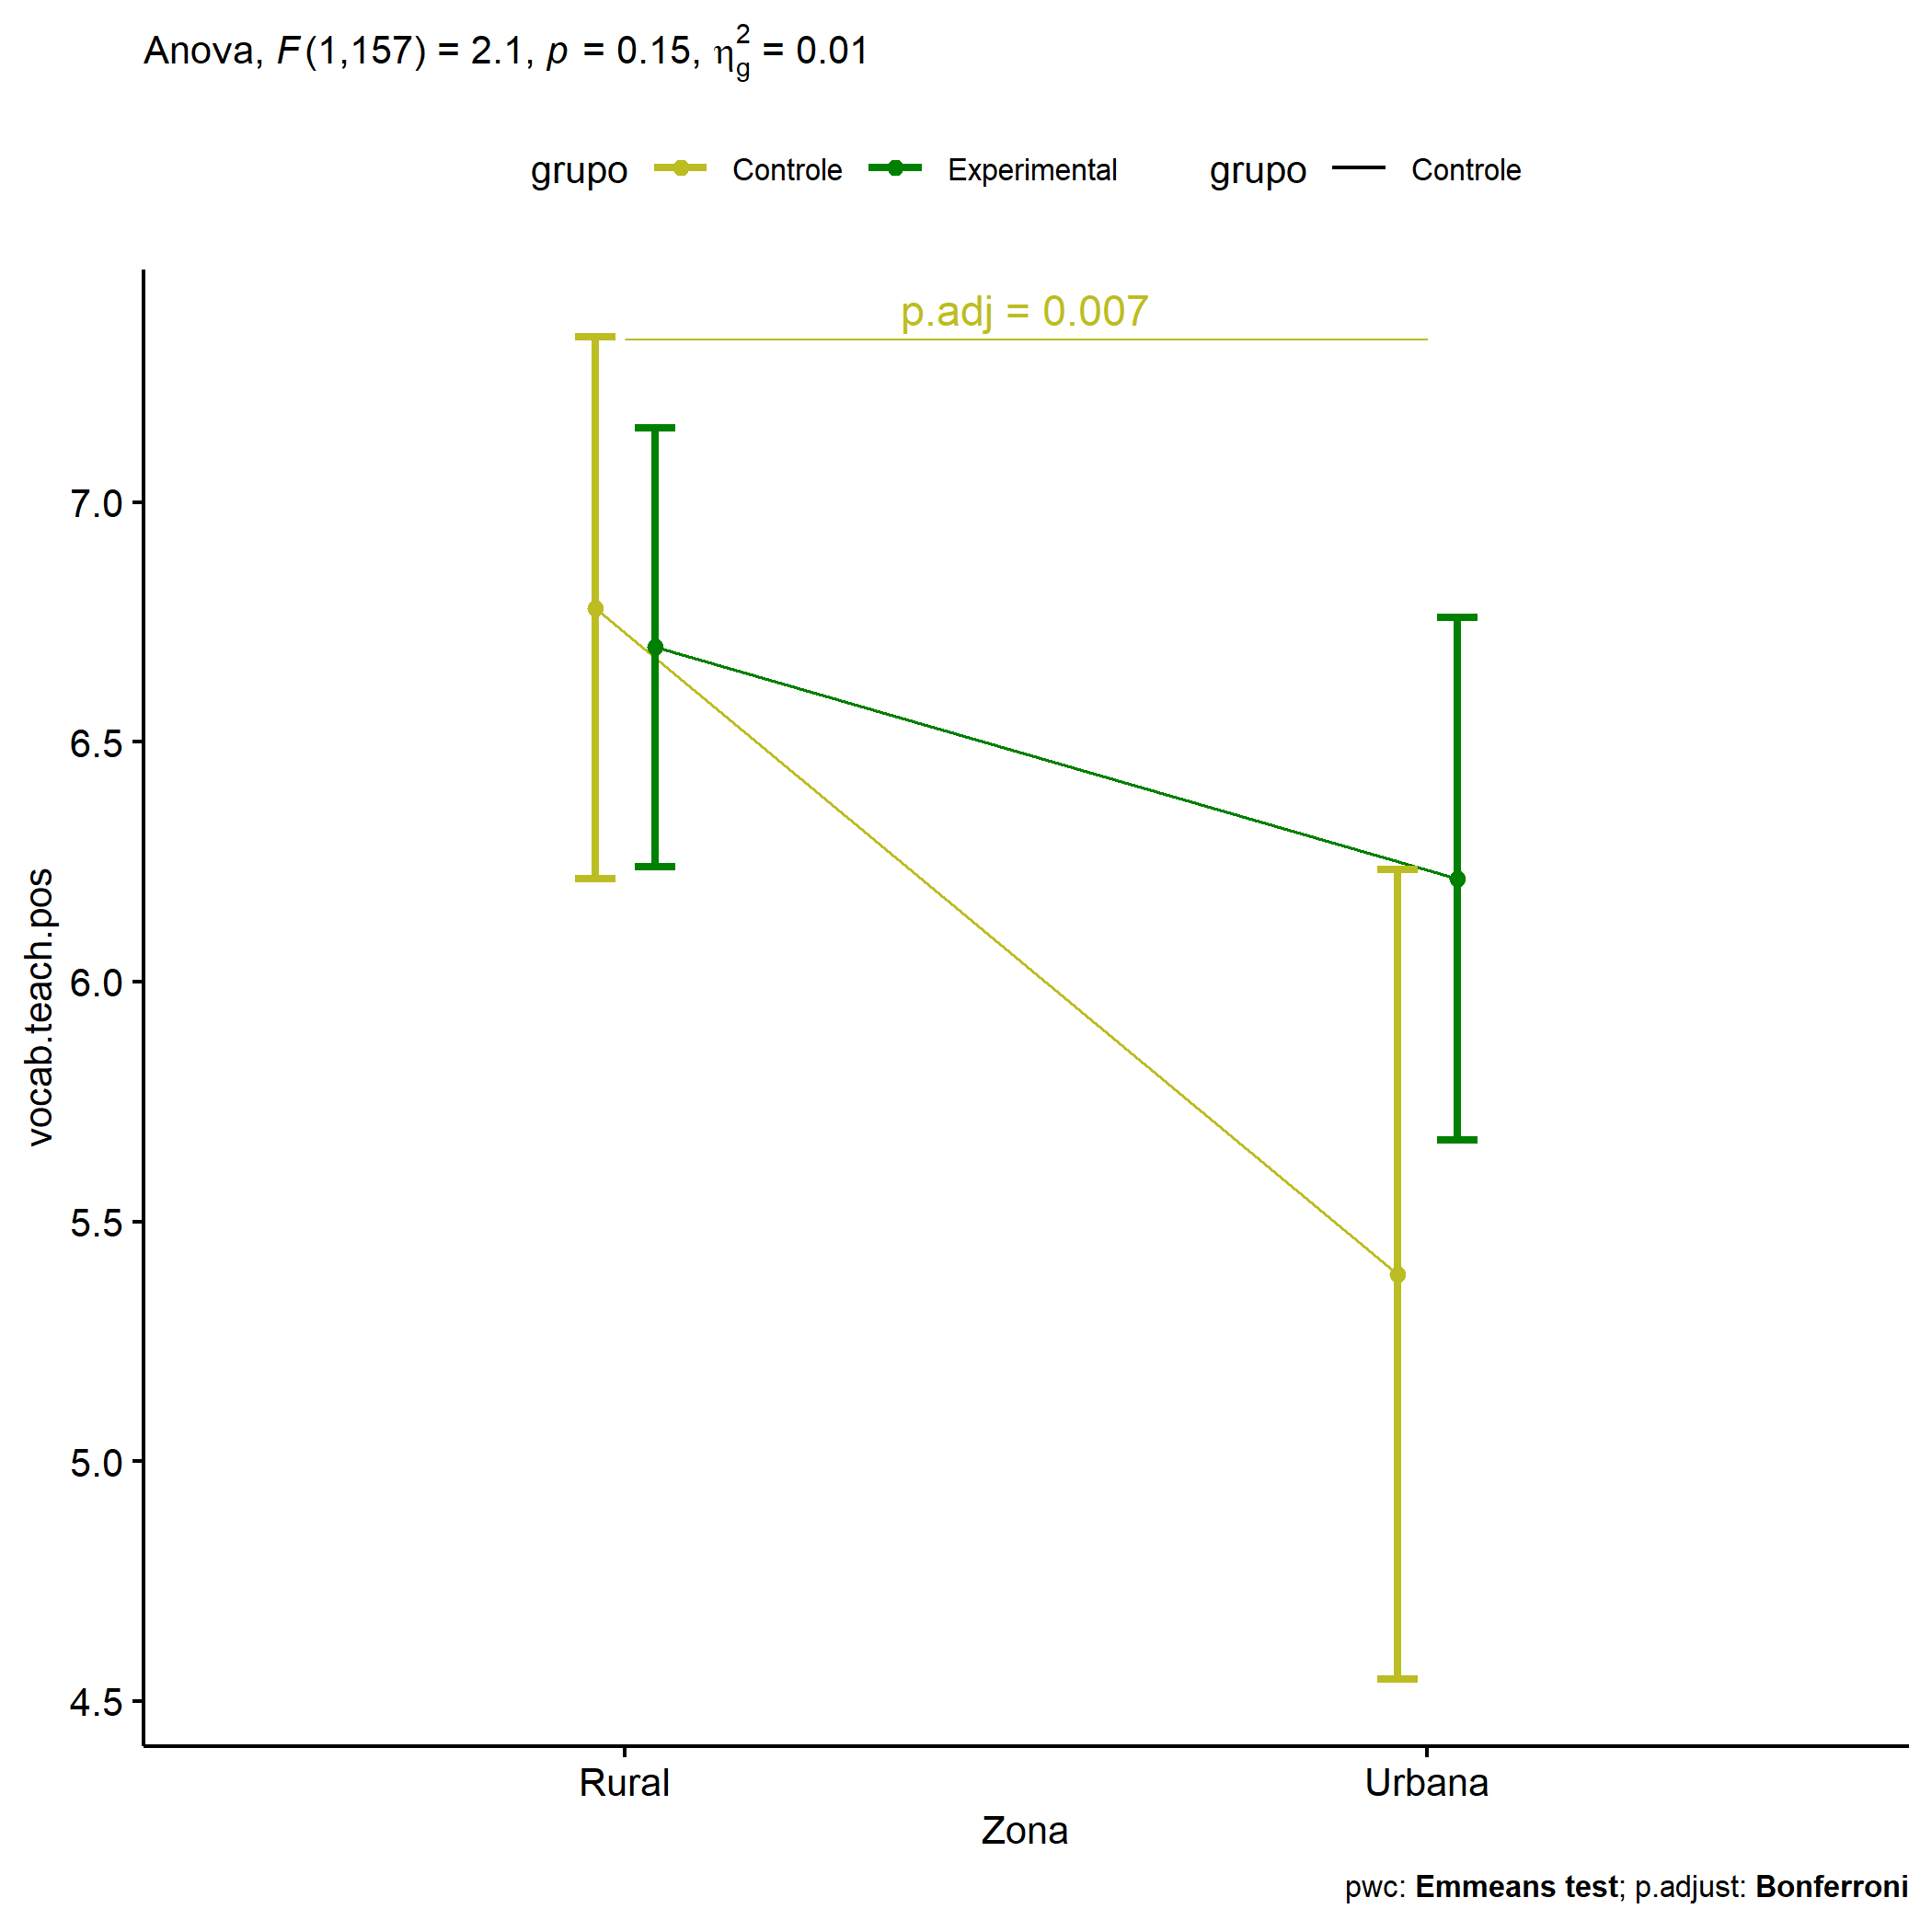 Anova, F(1,157) = 2.1, p = 0.15, η²g = 0.01
grupo Controle Experimental grupo Controle
p.adj = 0.007
7.0
6.5
6.0
5.5
5.0
4.5
vocab.teach.pos
Rural Urbana
Zona
pwc: Emmeans test; p.adjust: Bonferroni